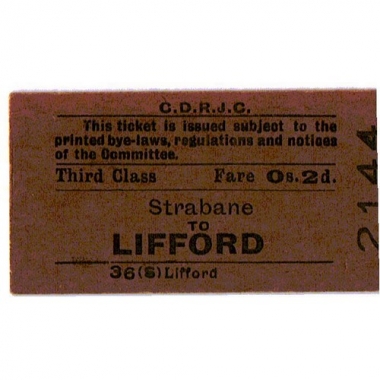 C.D.R.J.C.
This ticket is issued subject to the
printed bye-laws, regulations and notices
of the Committee.
Third Class Fare 0s.2d.
Strabane
TO
LIFFORD
36(S)Lifford
2144